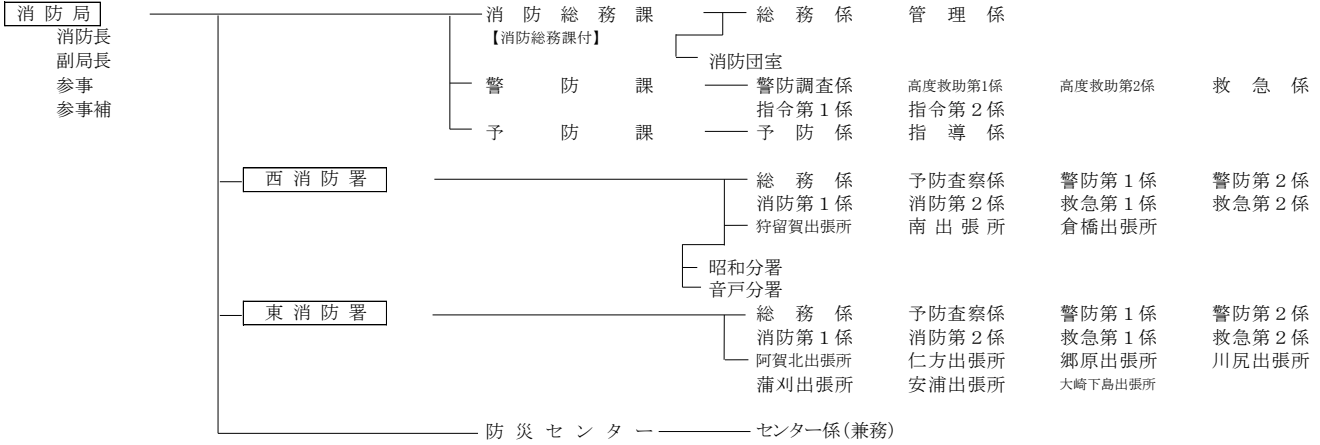 消防局 消防総務課 総務係 管理係
消防長 【消防総務課付】
副局長 消防団室
参事 警防課 警防調査係 高度救助第1係 高度救助第2係 救急係
参事補 指令第１係 指令第２係
予防課 予防係 指導係
西消防署 総務係 予防査察係 警防第１係 警防第２係
消防第１係 消防第２係 救急第１係 救急第２係
狩留賀出張所 南出張所 倉橋出張所
昭和分署
音戸分署
東消防署 総務係 予防査察係 警防第１係 警防第２係
消防第１係 消防第２係 救急第１係 救急第２係
阿賀北出張所 仁方出張所 郷原出張所 川尻出張所
蒲刈出張所 安浦出張所 大崎下島出張所
防災センター センター係(兼務)